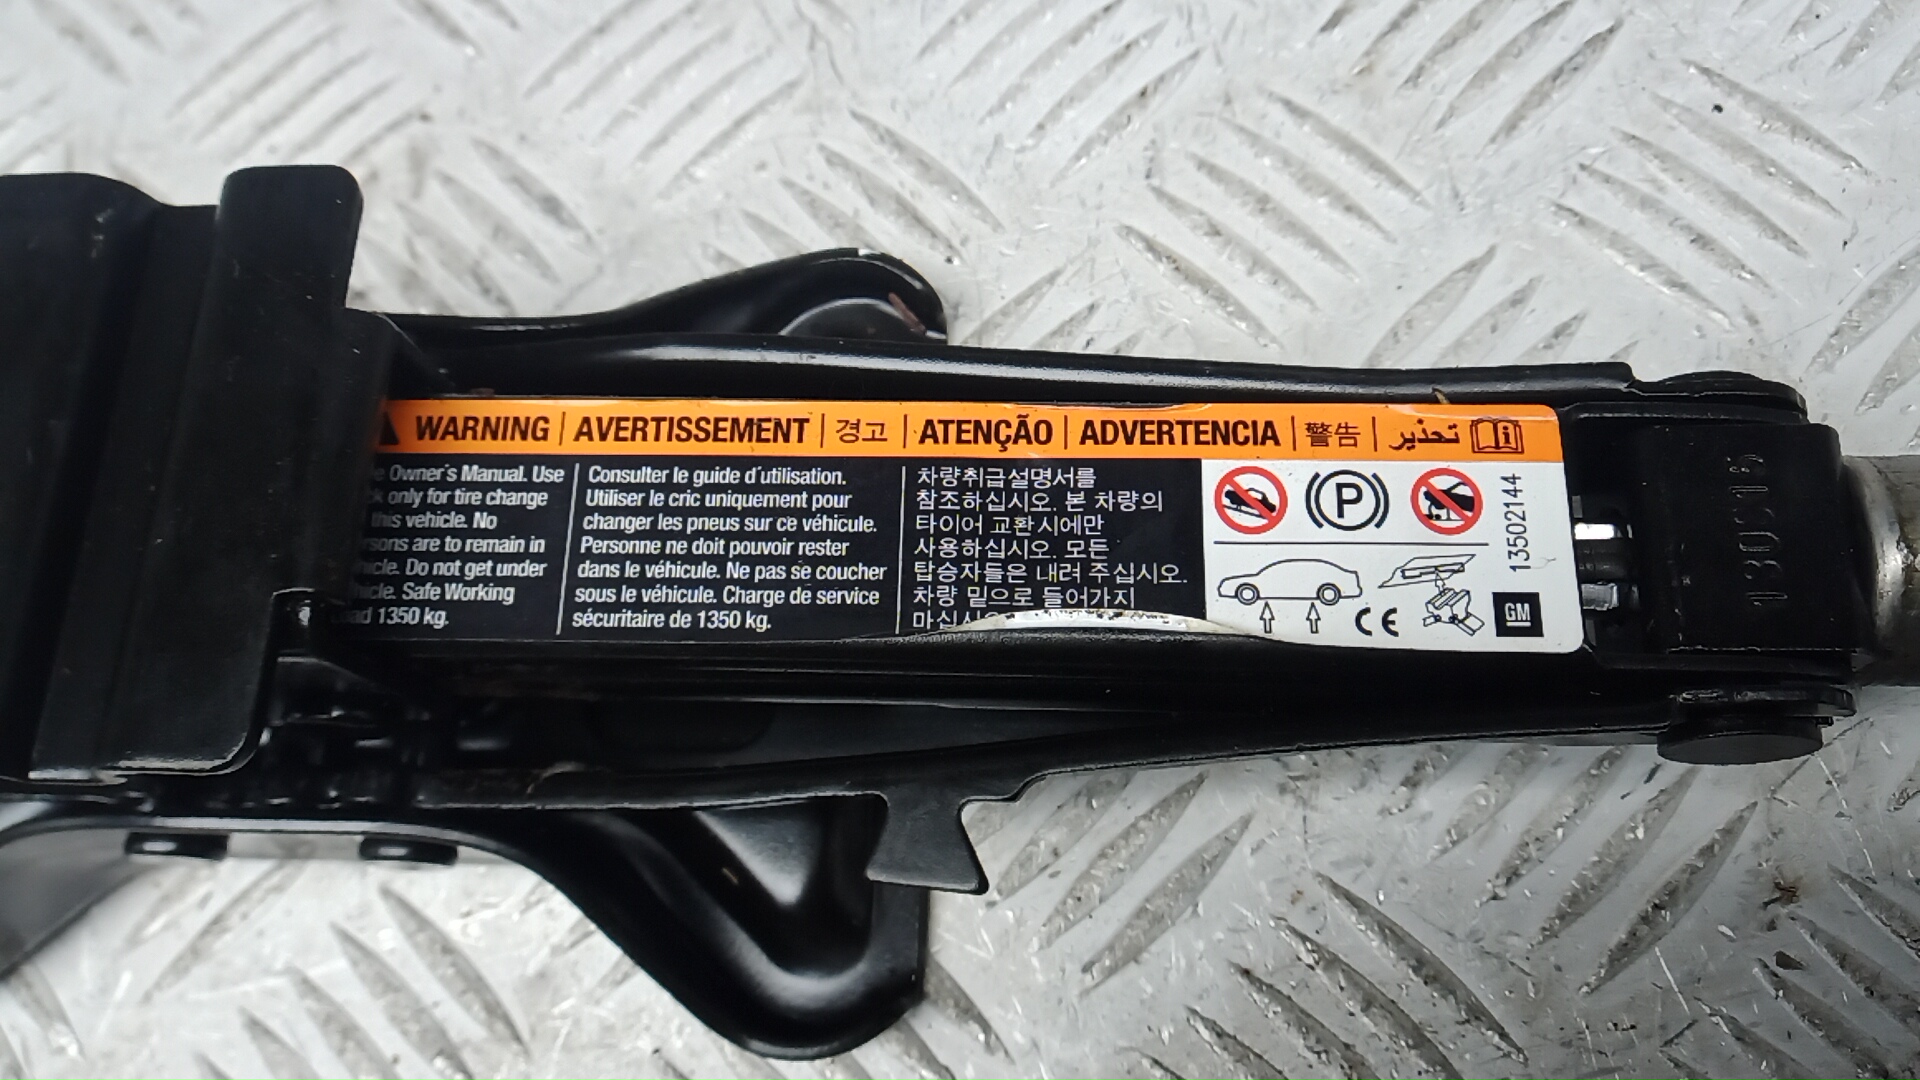 WARNING | AVERTISSEMENT | 경고 | ATENÇÃO | ADVERTENCIA | 警告 | تحذير
Owner's Manual. Use
only for tire change
this vehicle. No
are to remain in
Do not get under
Safe Working
1350 kg.
Consulter le guide d'utilisation.
Utiliser le cric uniquement pour
changer les pneus sur ce véhicule.
Personne ne doit pouvoir rester
dans le véhicule. Ne pas se coucher
sous le véhicule. Charge de service
sécuritaire de 1350 kg.
차량취급설명서를
참조하십시오. 본 차량의
타이어 교환시에만
사용하십시오. 모든
탑승자들은 내려 주십시오.
차량 밑으로 들어가지
P
CE
13502144
GM